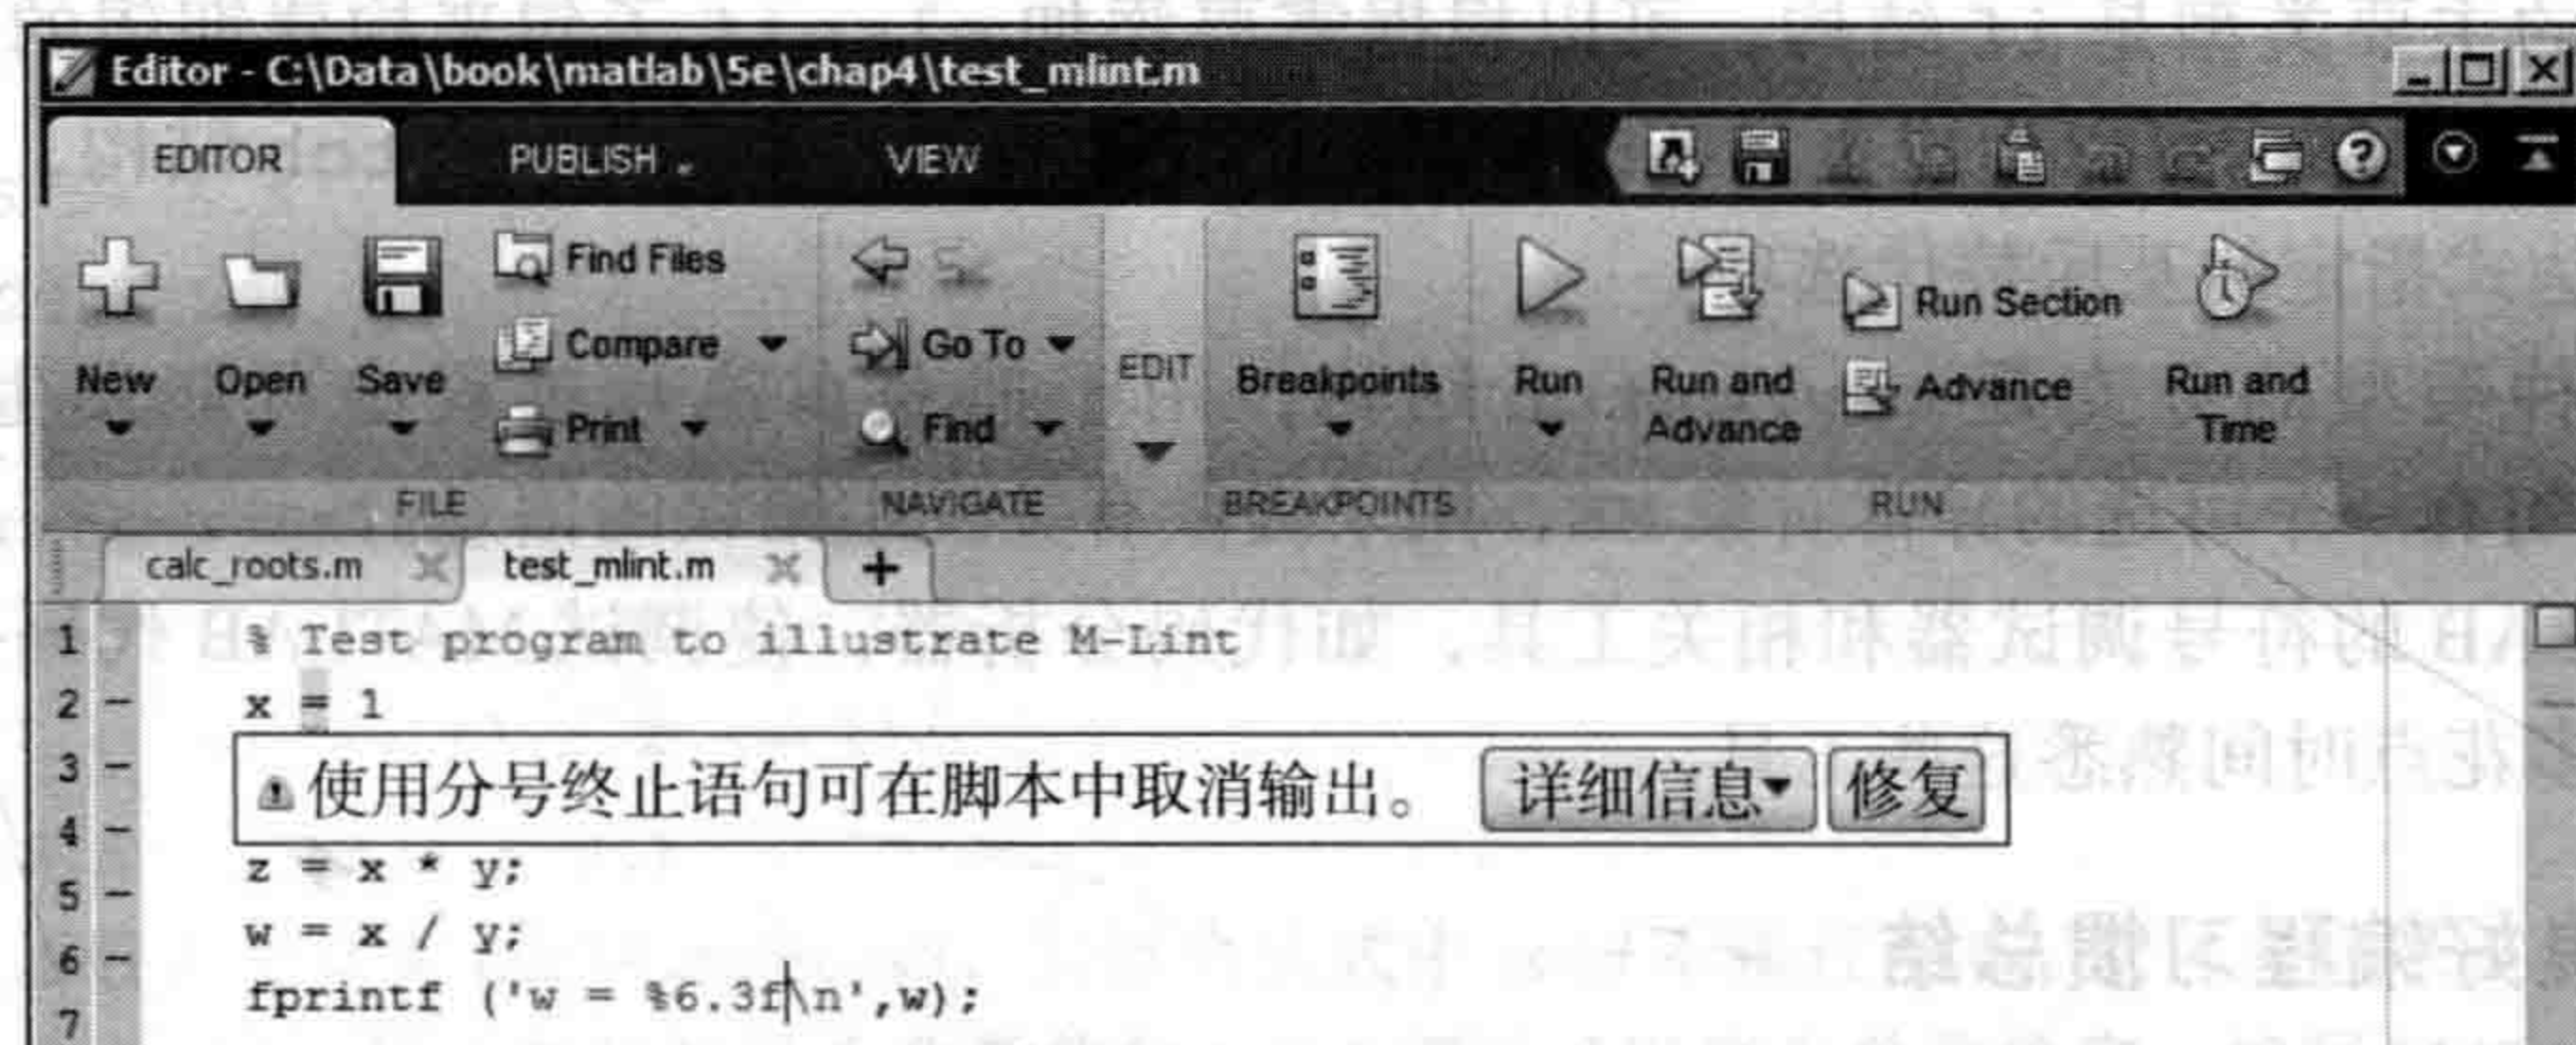 Editor - C:\Data\book\matlab\5e\chap4\test_mlint.m
EDITOR PUBLISH VIEW
New Open Save Find Files Compare Print
Go To Find
EDIT
Breakpoints
Run Run and Advance Run Section Advance Run and Time
FILE NAVIGATE BREAKPOINTS RUN
calc_roots.m test_mlint.m +
1 % Test program to illustrate M-Lint
2 – x = 1
3 – 使用分号终止语句可在脚本中取消输出。 详细信息 修复
4 –
z = x * y;
5 –
w = x / y;
6 –
fprintf ('w = %6.3f\n',w);
7